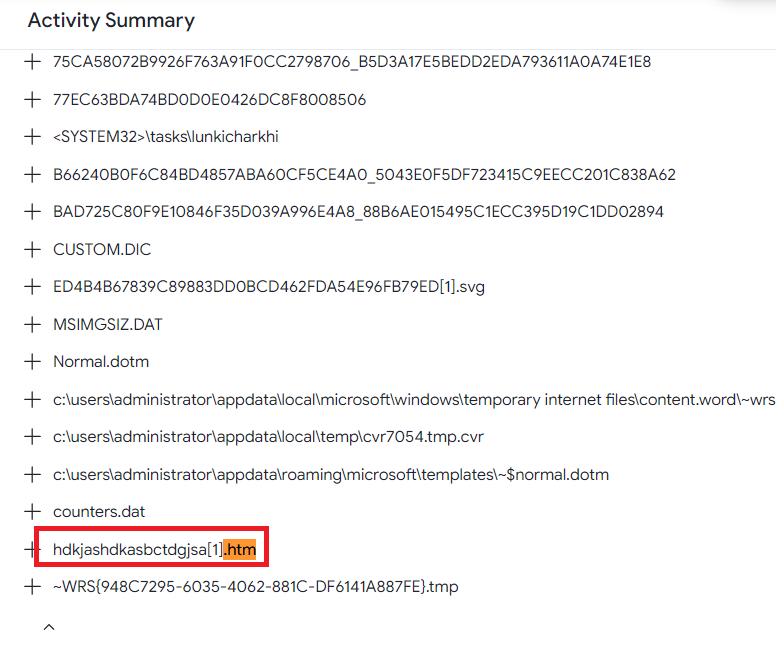 Activity Summary
75CA58072B9926F763A91F0CC2798706_B5D3A17E5BEDD2EDA793611A0A74E1E8
77EC63BDA74BD0D0E0426DC8F8008506
<SYSTEM32>\tasks\lunkicharkhi
B66240B0F6C84BD4857ABA60CF5CE4A0_5043E0F5DF723415C9EECC201C838A62
BAD725C80F9E10846F35D039A996E4A8_88B6AE015495C1ECC395D19C1DD02894
CUSTOM.DIC
ED4B4B67839C89883DD0BCD462FDA54E96FB79ED[1].svg
MSIMGSIZ.DAT
Normal.dotm
c:\users\administrator\appdata\local\microsoft\windows\temporary internet files\content.word\~wrs
c:\users\administrator\appdata\local\temp\cvr7054.tmp.cvr
c:\users\administrator\appdata\roaming\microsoft\templates\~$normal.dotm
counters.dat
hdkjashdkasbctdgjsa[1].htm
~WRS{948C7295-6035-4062-881C-DF6141A887FE}.tmp